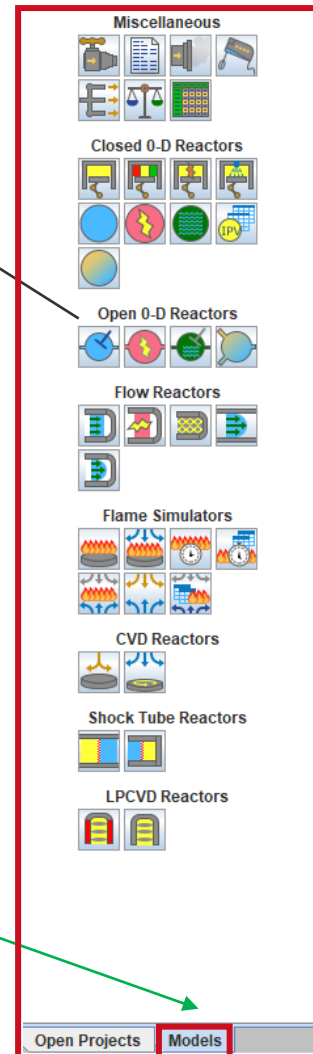 Miscellaneous
Closed 0-D Reactors
IPV
Open 0-D Reactors
Flow Reactors
Flame Simulators
CVD Reactors
Shock Tube Reactors
LPCVD Reactors
Open Projects
Models